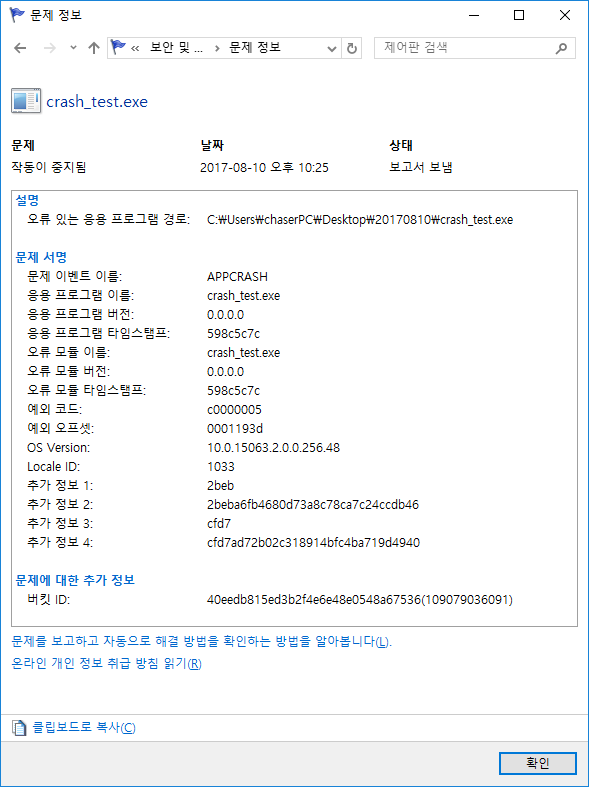 문제 정보
보안 및 ... 문제 정보 제어판 검색
crash_test.exe
문제 날짜 상태
작동이 중지됨 2017-08-10 오후 10:25 보고서 보냄
설명
오류 있는 응용 프로그램 경로: C:₩Users₩chaserPC₩Desktop₩20170810₩crash_test.exe
문제 서명
문제 이벤트 이름: APPCRASH
응용 프로그램 이름: crash_test.exe
응용 프로그램 버전: 0.0.0.0
응용 프로그램 타임스탬프: 598c5c7c
오류 모듈 이름: crash_test.exe
오류 모듈 버전: 0.0.0.0
오류 모듈 타임스탬프: 598c5c7c
예외 코드: c0000005
예외 오프셋: 0001193d
OS Version: 10.0.15063.2.0.0.256.48
Locale ID: 1033
추가 정보 1: 2beb
추가 정보 2: 2beba6fb4680d73a8c78ca7c24ccdb46
추가 정보 3: cfd7
추가 정보 4: cfd7ad72b02c318914bfc4ba719d4940
문제에 대한 추가 정보
버킷 ID: 40eedb815ed3b2f4e6e48e0548a67536(109079036091)
문제를 보고하고 자동으로 해결 방법을 확인하는 방법을 알아봅니다(L).
온라인 개인 정보 취급 방침 읽기(R)
클립보드로 복사(C)
확인